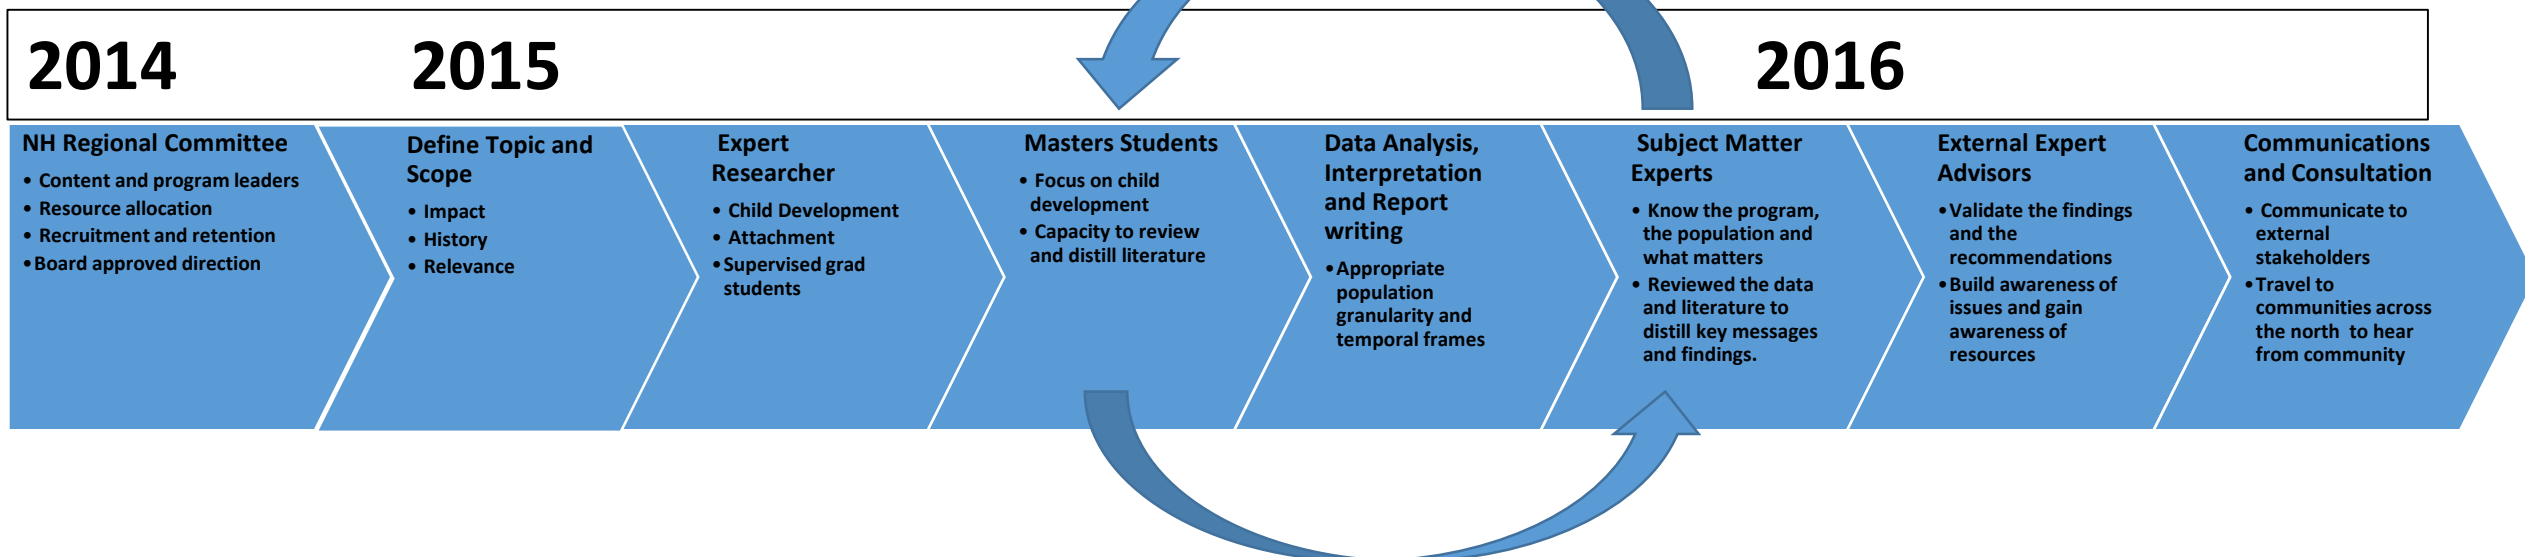 2014
2015
2016
NH Regional Committee
• Content and program leaders
• Resource allocation
• Recruitment and retention
• Board approved direction
Define Topic and
Scope
• Impact
• History
• Relevance
Expert
Researcher
• Child Development
• Attachment
• Supervised grad
students
Masters Students
• Focus on child
development
• Capacity to review
and distill literature
Data Analysis,
Interpretation
and Report
writing
• Appropriate
population
granularity and
temporal frames
Subject Matter
Experts
• Know the program,
the population and
what matters
• Reviewed the data
and literature to
distill key messages
and findings.
External Expert
Advisors
• Validate the findings
and the
recommendations
• Build awareness of
issues and gain
awareness of
resources
Communications
and Consultation
• Communicate to
external
stakeholders
• Travel to
communities across
the north to hear
from community